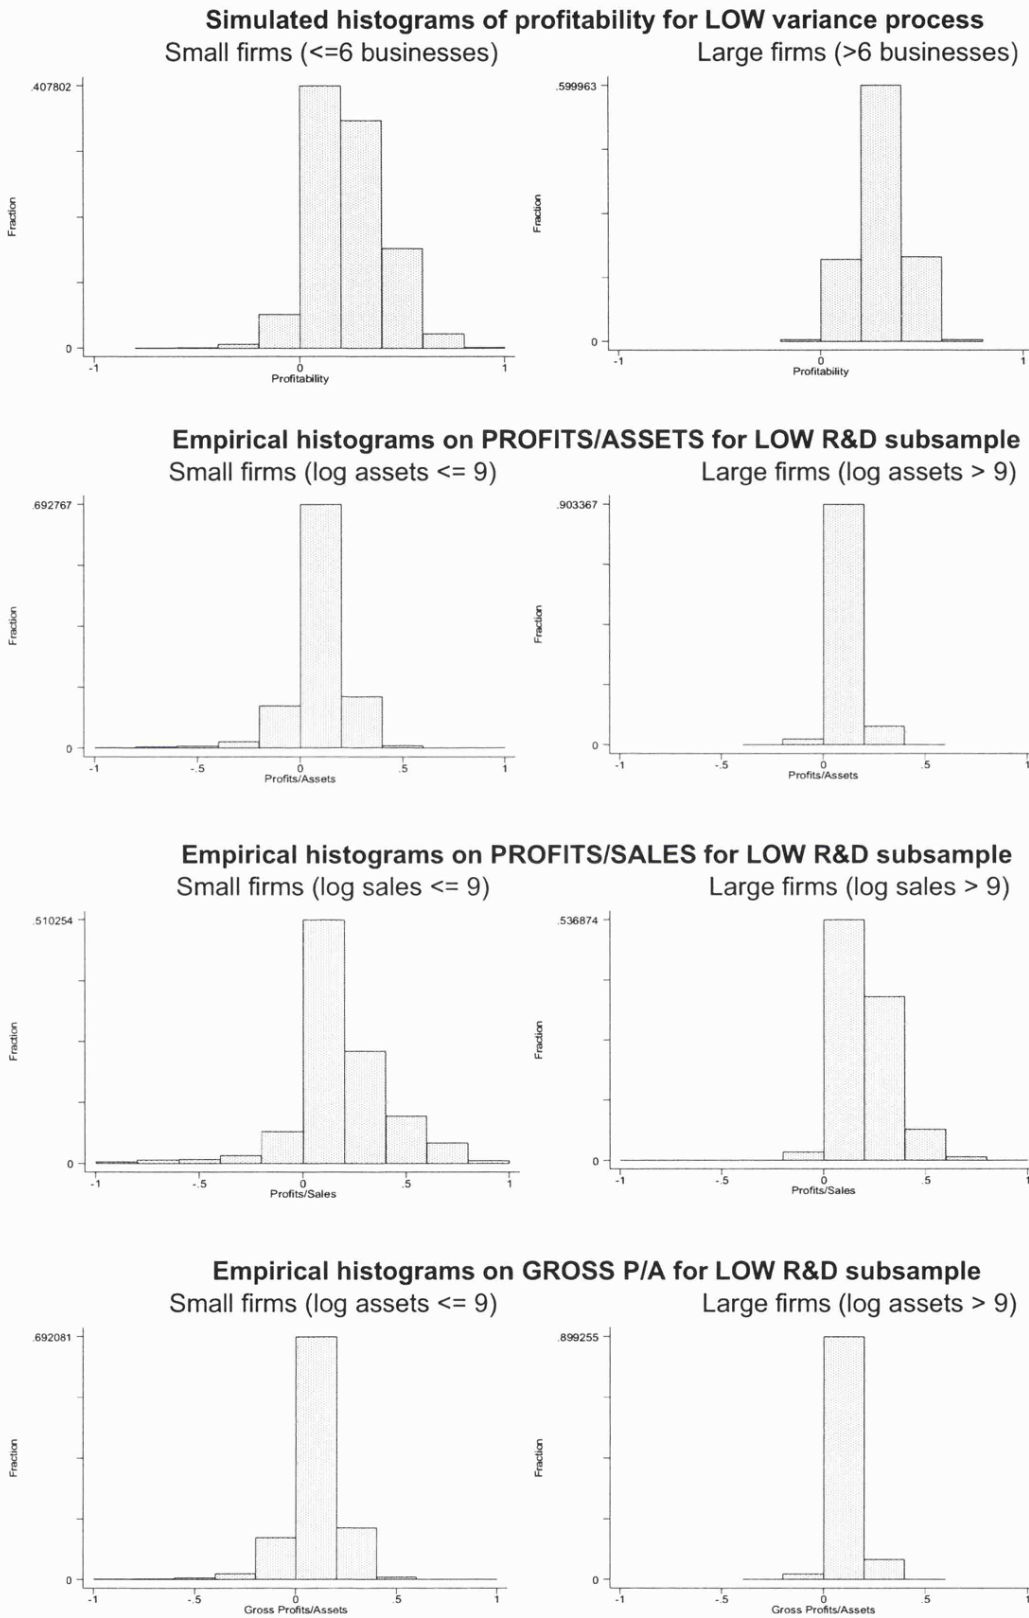 Simulated histograms of profitability for LOW variance process
Small firms (<=6 businesses)
Large firms (>6 businesses)
.407802
Fraction
0
-1
0
1
Profitability
.599963
Fraction
0
-1
0
1
Profitability
Empirical histograms on PROFITS/ASSETS for LOW R&D subsample
Small firms (log assets <= 9)
Large firms (log assets > 9)
.692767
Fraction
0
-1
-.5
0
.5
1
Profits/Assets
.903367
Fraction
0
-1
-.5
0
.5
1
Profits/Assets
Empirical histograms on PROFITS/SALES for LOW R&D subsample
Small firms (log sales <= 9)
Large firms (log sales > 9)
.510254
Fraction
0
-1
-.5
0
.5
1
Profits/Sales
.536874
Fraction
0
-1
-.5
0
.5
1
Profits/Sales
Empirical histograms on GROSS P/A for LOW R&D subsample
Small firms (log assets <= 9)
Large firms (log assets > 9)
.692081
Fraction
0
-1
-.5
0
.5
1
Gross Profits/Assets
.899255
Fraction
0
-1
-.5
0
.5
1
Gross Profits/Assets